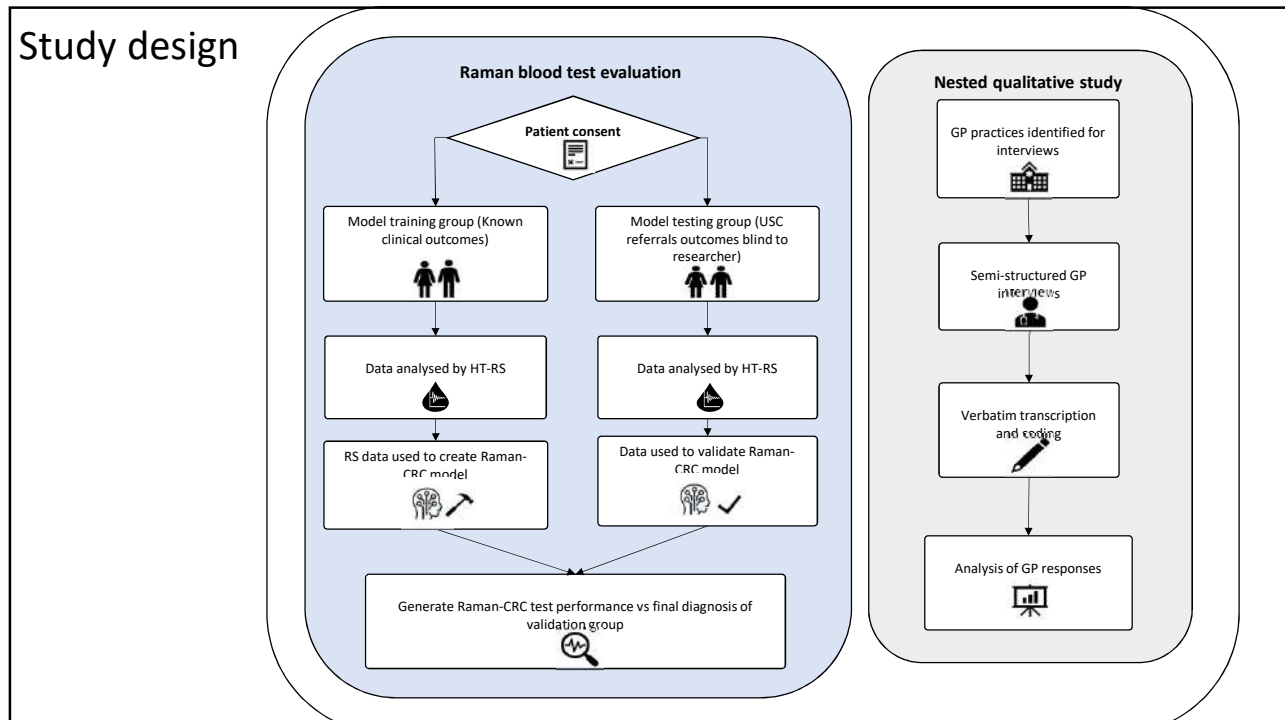 Study design
Raman blood test evaluation
Patient consent
Model training group (Known
clinical outcomes)
Model testing group (USC
referrals outcomes blind to
researcher)
Data analysed by HT-RS
Data analysed by HT-RS
RS data used to create Raman-
CRC model
Data used to validate Raman-
CRC model
Generate Raman-CRC test performance vs final diagnosis of
validation group
Nested qualitative study
GP practices identified for
interviews
Semi-structured GP
interviews
Verbatim transcription
and coding
Analysis of GP responses